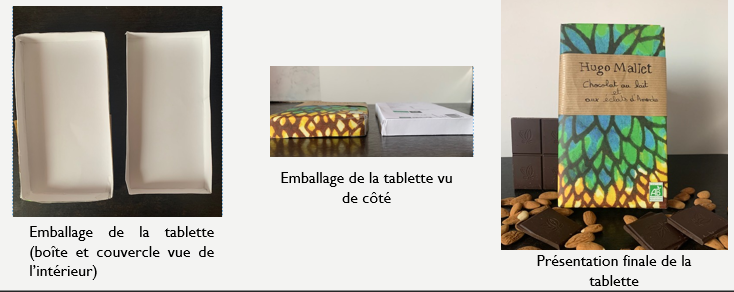 Emballage de la tablette
(boîte et couvercle vue de
l'intérieur)
Emballage de la tablette vu
de côté
Hugo Mallet
Chocolat au lait
et
aux éclats d'Amande
AB
Présentation finale de la
tablette